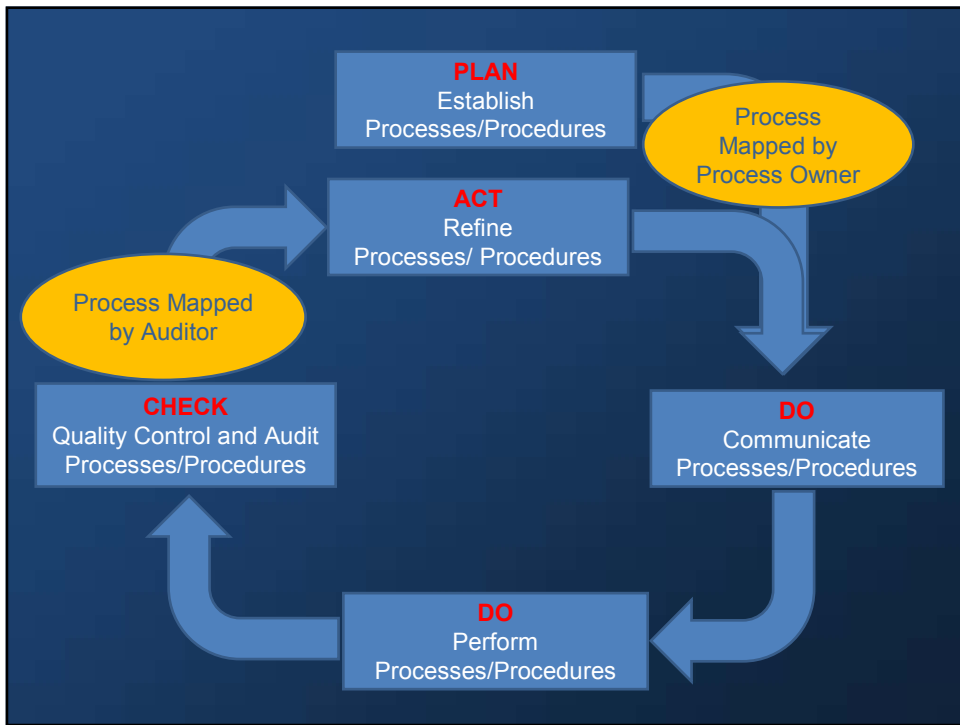 PLAN
Establish
Processes/Procedures
Process
Mapped by
Process Owner
ACT
Refine
Processes/ Procedures
Process Mapped
by Auditor
CHECK
Quality Control and Audit
Processes/Procedures
DO
Communicate
Processes/Procedures
DO
Perform
Processes/Procedures